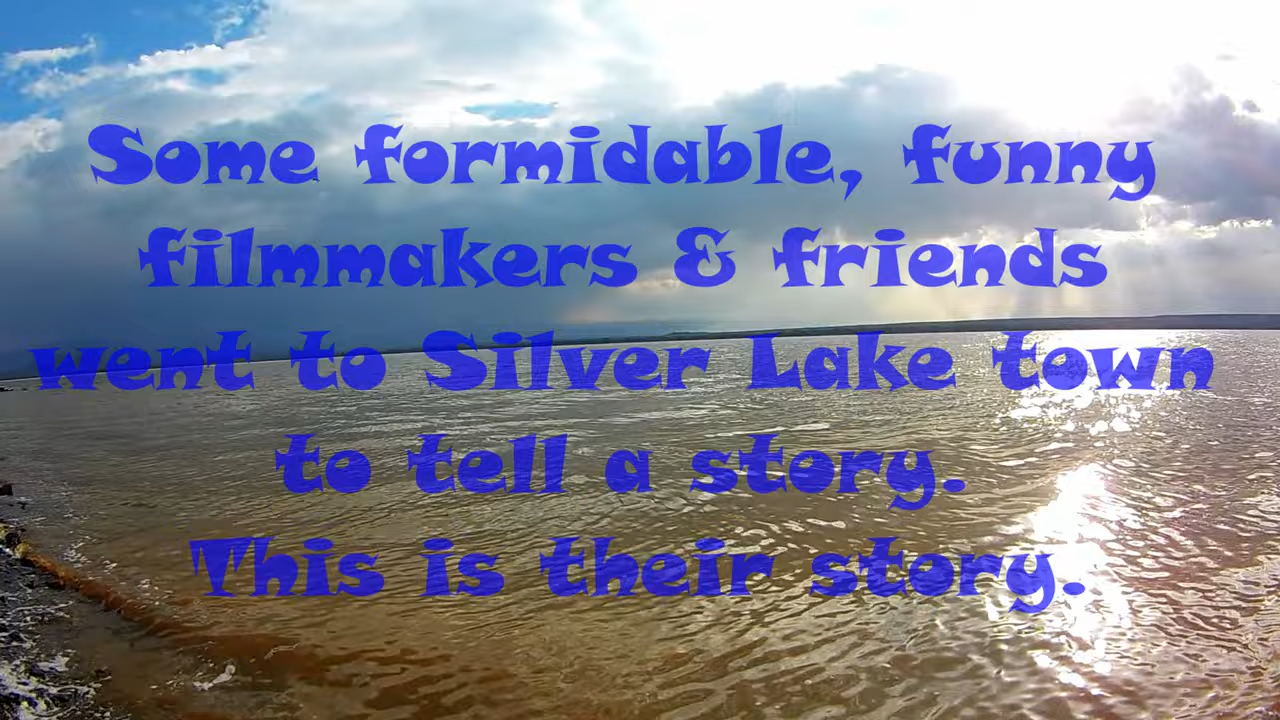 Some formidable, funny
filmmakers & friends
went to Silver Lake town
to tell a story.
This is their story.